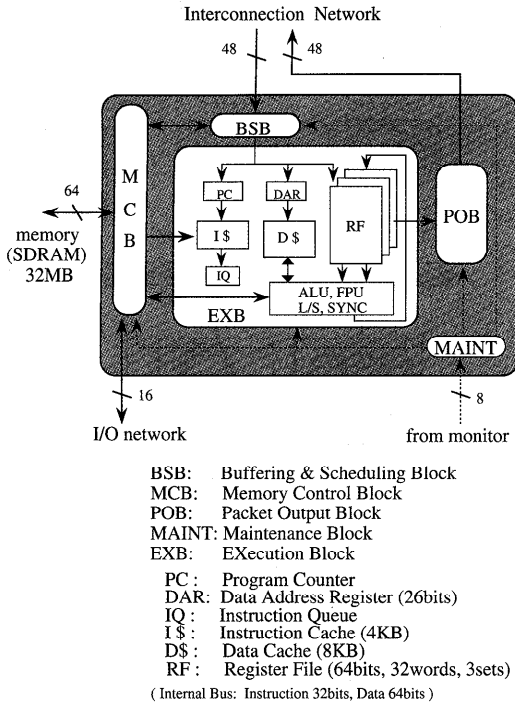 Interconnection Network
48
48
BSB
M
C
B
64
memory
(SDRAM)
32MB
PC
DAR
I $
D $
RF
IQ
ALU, FPU
L/S, SYNC
EXB
POB
MAINT
16
8
I/O network
from monitor
BSB: Buffering & Scheduling Block
MCB: Memory Control Block
POB: Packet Output Block
MAINT: Maintenance Block
EXB: EXecution Block
PC : Program Counter
DAR: Data Address Register (26bits)
IQ : Instruction Queue
I $ : Instruction Cache (4KB)
D$ : Data Cache (8KB)
RF : Register File (64bits, 32words, 3sets)
( Internal Bus: Instruction 32bits, Data 64bits )